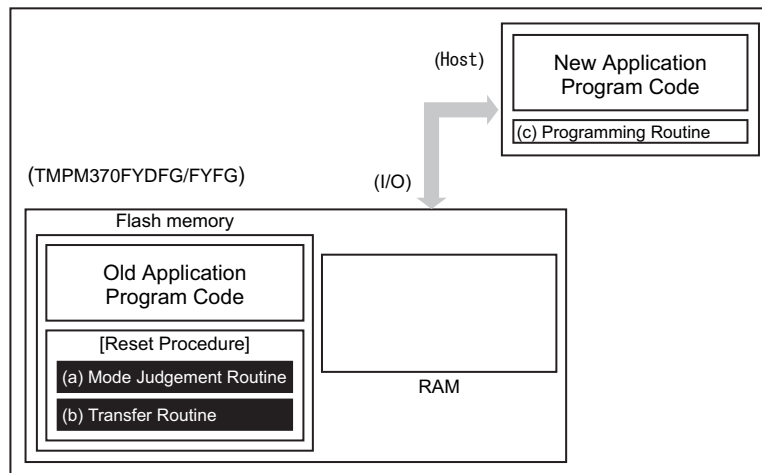 (Host)
New Application
Program Code
(c) Programming Routine
(TMPM370FYDFG/FYFG)
(I/O)
Flash memory
Old Application
Program Code
[Reset Procedure]
(a) Mode Judgement Routine
(b) Transfer Routine
RAM